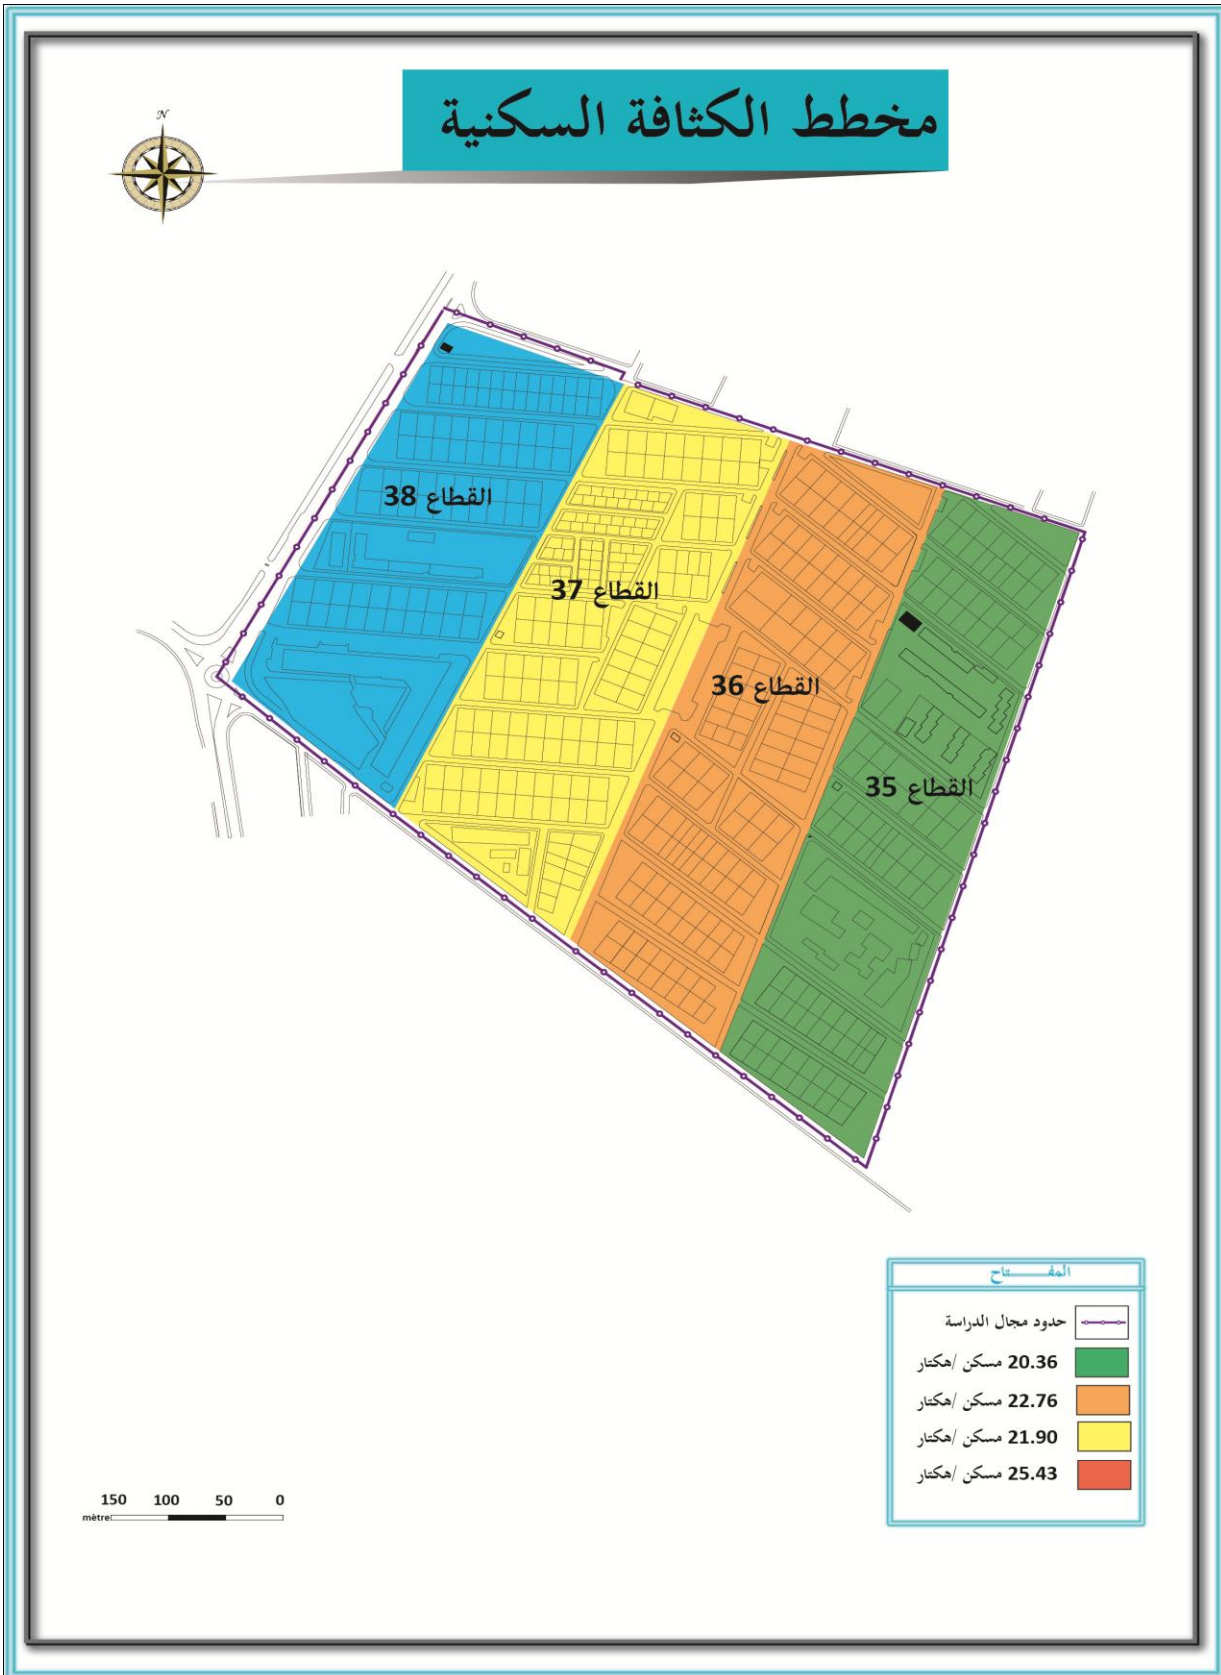 مخطط الكثافة السكنية
N
القطاع 38
القطاع 37
القطاع 36
القطاع 35
المفـــــتاح
حدود مجال الدراسة
20.36 مسكن /هكتار
22.76 مسكن /هكتار
21.90 مسكن /هكتار
25.43 مسكن /هكتار
150 100 50 0
mètre